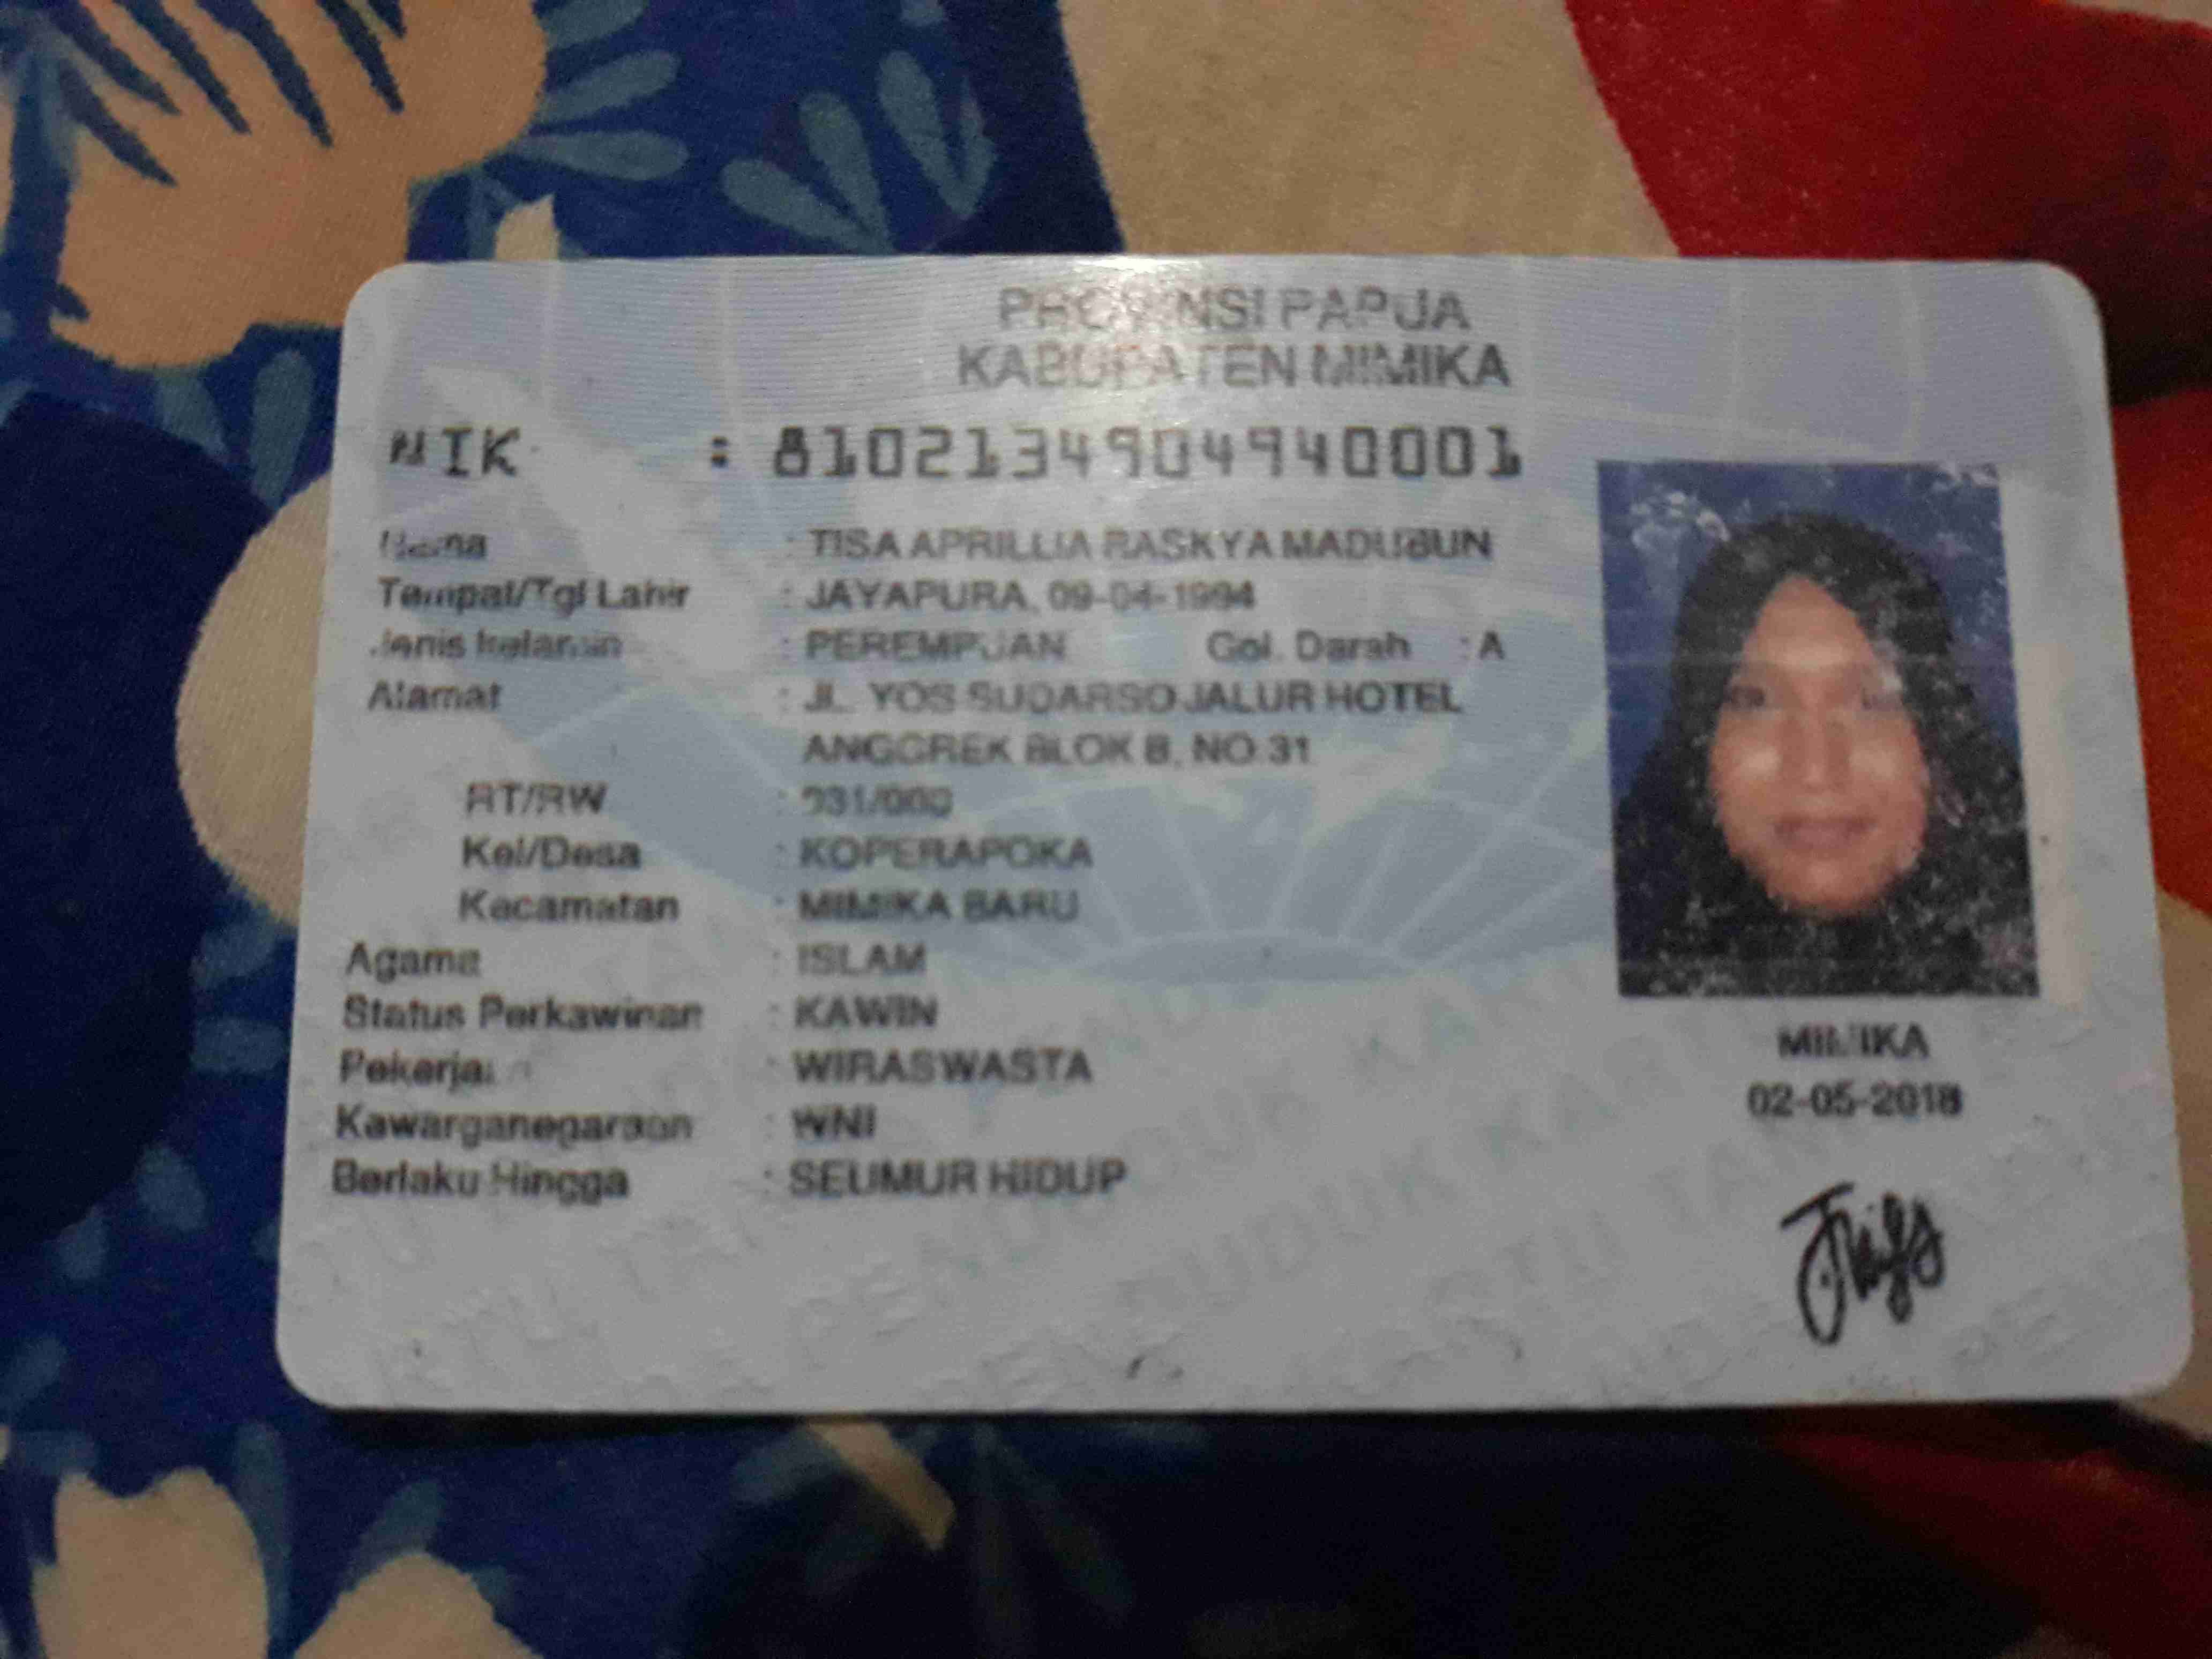 PROVINSI PAPUA
KABUPATEN MIMIKA
NIK : 8102134904940001
Nama : TISA APRILLIA RASKYA MADUBUN
Tempat/Tgl Lahir : JAYAPURA, 09-04-1994
Jenis Kelamin : PEREMPUAN Gol. Darah : A
Alamat : JL. YOS SUDARSO JALUR HOTEL
ANGGREK BLOK B, NO 31
RT/RW : 031/000
Kel/Desa : KOPERAPOKA
Kecamatan : MIMIKA BARU
Agama : ISLAM
Status Perkawinan : KAWIN
Pekerjaan : WIRASWASTA
Kewarganegaraan : WNI
Berlaku Hingga : SEUMUR HIDUP
MIMIKA
02-05-2018